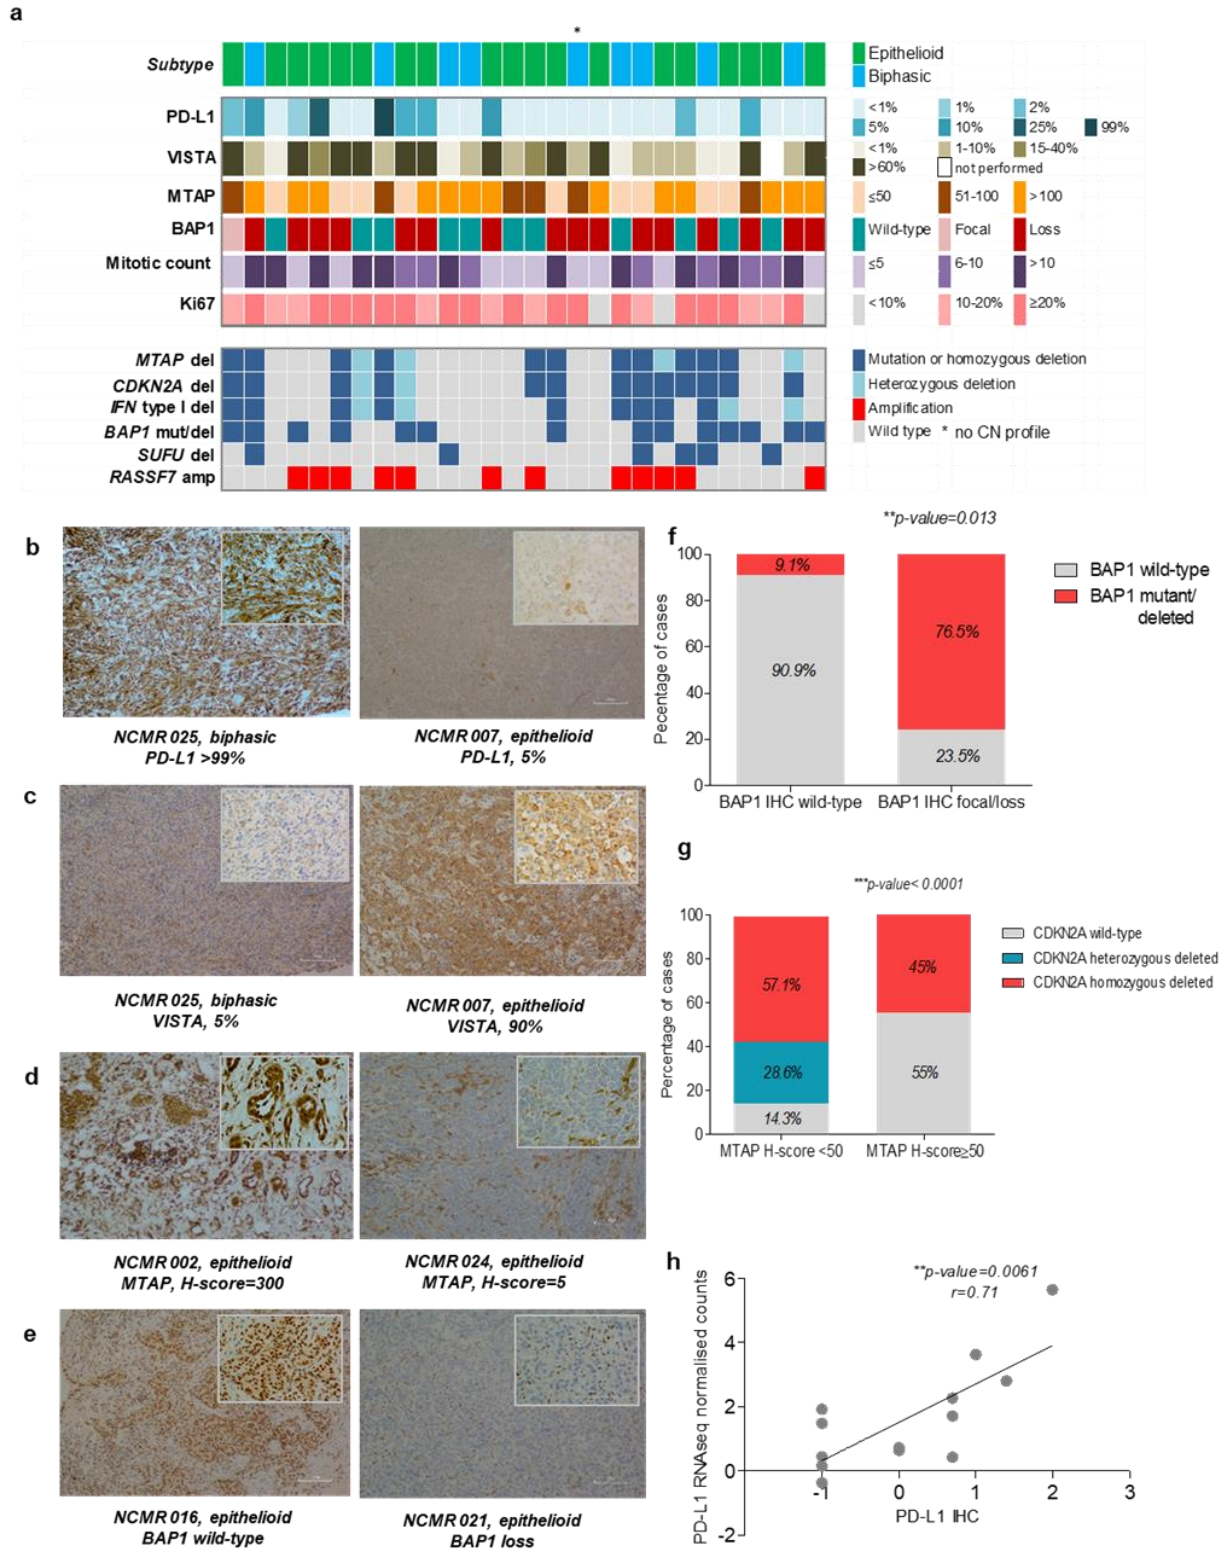 a
*
Subtype
Epithelioid
Biphasic
PD-L1
<1%
1%
2%
5%
10%
25%
99%
VISTA
<1%
1-10%
15-40%
>60%
not performed
MTAP
≤50
51-100
>100
BAP1
Wild-type
Focal
Loss
Mitotic count
≤5
6-10
>10
Ki67
<10%
10-20%
≥20%
MTAP del
CDKN2A del
IFN type I del
BAP1 mut/del
SUFU del
RASSF7 amp
Mutation or homozygous deletion
Heterozygous deletion
Amplification
Wild type * no CN profile
b
NCMR 025, biphasic
PD-L1 >99%
NCMR 007, epithelioid
PD-L1, 5%
c
NCMR 025, biphasic
VISTA, 5%
NCMR 007, epithelioid
VISTA, 90%
d
NCMR 002, epithelioid
MTAP, H-score=300
NCMR 024, epithelioid
MTAP, H-score=5
e
NCMR 016, epithelioid
BAP1 wild-type
NCMR 021, epithelioid
BAP1 loss
f
**p-value=0.013
Pecentage of cases
100
80
60
40
20
0
9.1%
90.9%
76.5%
23.5%
BAP1 IHC wild-type
BAP1 IHC focal/loss
BAP1 wild-type
BAP1 mutant/
deleted
g
***p-value< 0.0001
Percentage of cases
100
80
60
40
20
0
57.1%
28.6%
14.3%
45%
55%
MTAP H-score <50
MTAP H-score≥50
CDKN2A wild-type
CDKN2A heterozygous deleted
CDKN2A homozygous deleted
h
**p-value=0.0061
r=0.71
PD-L1 RNAseq normalised counts
6
4
2
0
-2
-1
0
1
2
3
PD-L1 IHC